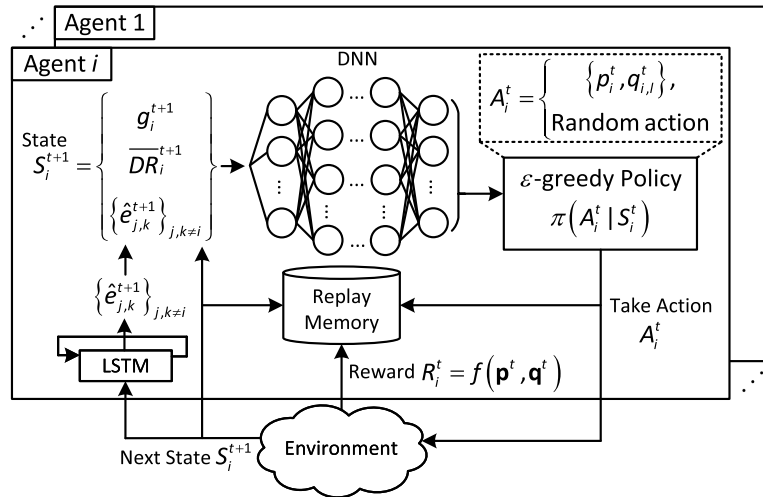 Agent 1
Agent i
DNN
State
S_i^{t+1} = { g_i^{t+1}
\overline{DR}_i^{t+1}
{ê_{j,k}^{t+1}}_{j,k≠i} }
...
...
⋮
⋮
⋮
⋮
...
...
A_i^t = { {p_i^t, q_{i,l}^t},
Random action
ε-greedy Policy
π(A_i^t | S_i^t)
{ê_{j,k}^{t+1}}_{j,k≠i}
LSTM
Replay
Memory
Take Action
A_i^t
Reward R_i^t = f(p^t, q^t)
Environment
Next State S_i^{t+1}